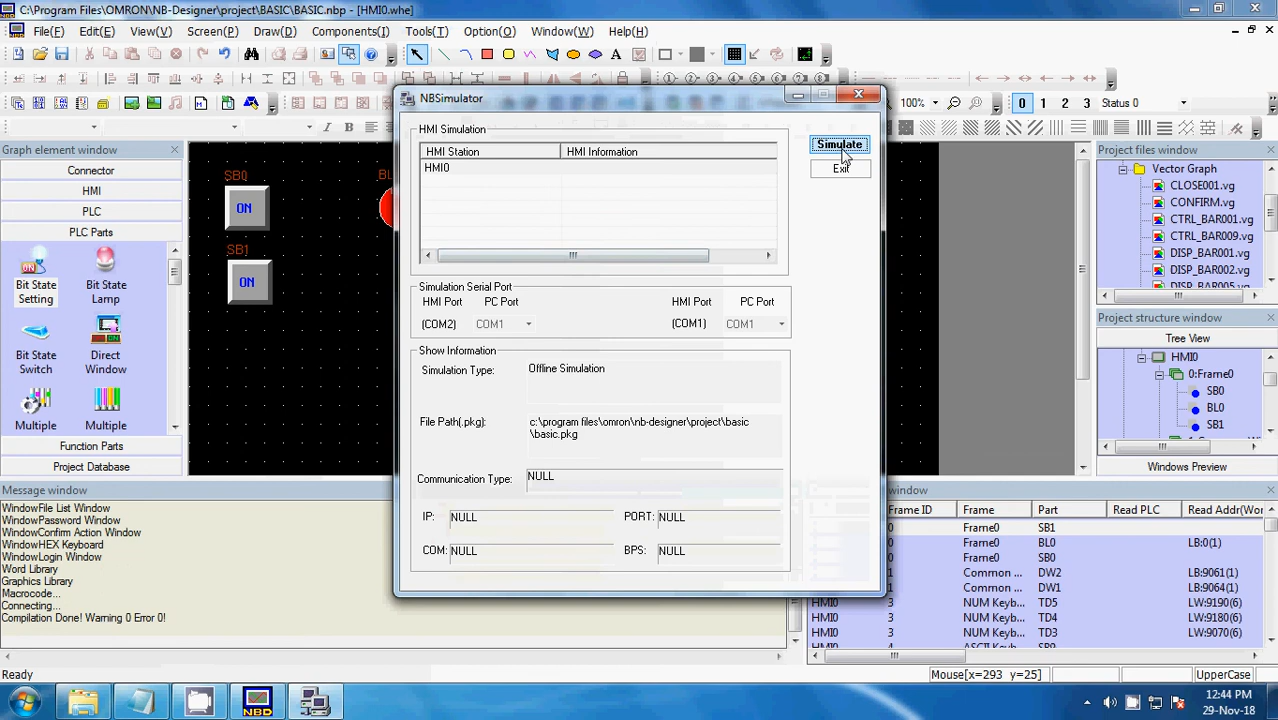 C:\Program Files\OMRON\NB-Designer\project\BASIC\BASIC.nbp - [HMI0.whe]
File(F) Edit(E) View(V) Screen(P) Draw(D) Components(I) Tools(T) Option(O) Window(W) Help(H)
100% 0 1 2 3 Status 0
B I
Graph element window
Connector
HMI
PLC
PLC Parts
Bit State Setting
Bit State Lamp
Bit State Switch
Direct Window
Multiple
Multiple
Function Parts
Project Database
SB0
ON
SB1
ON
BL
NBSimulator
HMI Simulation
HMI Station HMI Information
HMI0
Simulate
Exit
Simulation Serial Port
HMI Port PC Port HMI Port PC Port
(COM2) COM1 (COM1) COM1
Show Information
Simulation Type: Offline Simulation
File Path(.pkg): c:\program files\omron\nb-designer\project\basic
\basic.pkg
Communication Type: NULL
IP: NULL PORT: NULL
COM: NULL BPS: NULL
Project files window
Vector Graph
CLOSE001.vg
CONFIRM.vg
CTRL_BAR001.vg
CTRL_BAR009.vg
DISP_BAR001.vg
DISP_BAR002.vg
DISP_BAR005.vg
Project structure window
Tree View
HMI0
0:Frame0
SB0
BL0
SB1
Windows Preview
Message window
WindowFile List Window
WindowPassword Window
WindowConfirm Action Window
WindowHEX Keyboard
WindowLogin Window
Word Library
Graphics Library
Macrocode...
Connecting...
Compilation Done! Warning 0 Error 0!
window
Frame ID Frame Part Read PLC Read Addr(Wor
0 Frame0 SB1
0 Frame0 BL0 LB:0(1)
0 Frame0 SB0
1 Common ... DW2 LB:9061(1)
1 Common ... DW1 LB:9064(1)
HMI0 3 NUM Keyb... TD5 LW:9190(6)
HMI0 3 NUM Keyb... TD4 LW:9180(6)
HMI0 3 NUM Keyb... TD3 LW:9070(6)
Ready
Mouse[x=293 y=25] UpperCase
NBD
12:44 PM
29-Nov-18